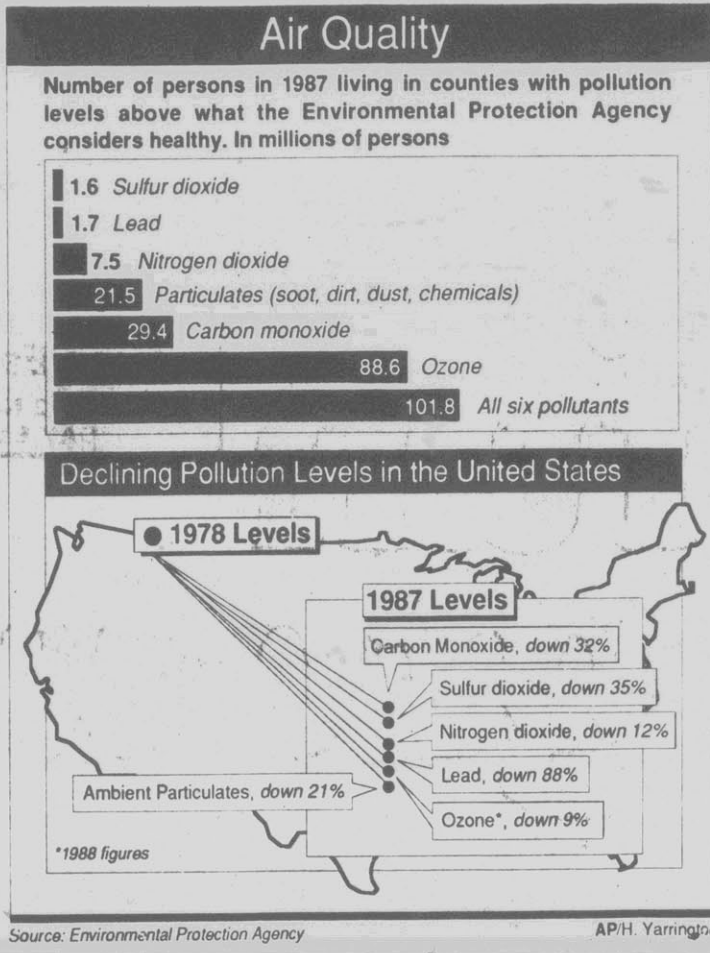 Air Quality
Number of persons in 1987 living in counties with pollution
levels above what the Environmental Protection Agency
considers healthy. In millions of persons
1.6 Sulfur dioxide
1.7 Lead
7.5 Nitrogen dioxide
21.5 Particulates (soot, dirt, dust, chemicals)
29.4 Carbon monoxide
88.6 Ozone
101.8 All six pollutants
Declining Pollution Levels in the United States
1978 Levels
1987 Levels
Carbon Monoxide, down 32%
Sulfur dioxide, down 35%
Nitrogen dioxide, down 12%
Lead, down 88%
Ambient Particulates, down 21%
Ozone*, down 9%
*1988 figures
Source: Environmental Protection Agency
AP/H. Yarrington